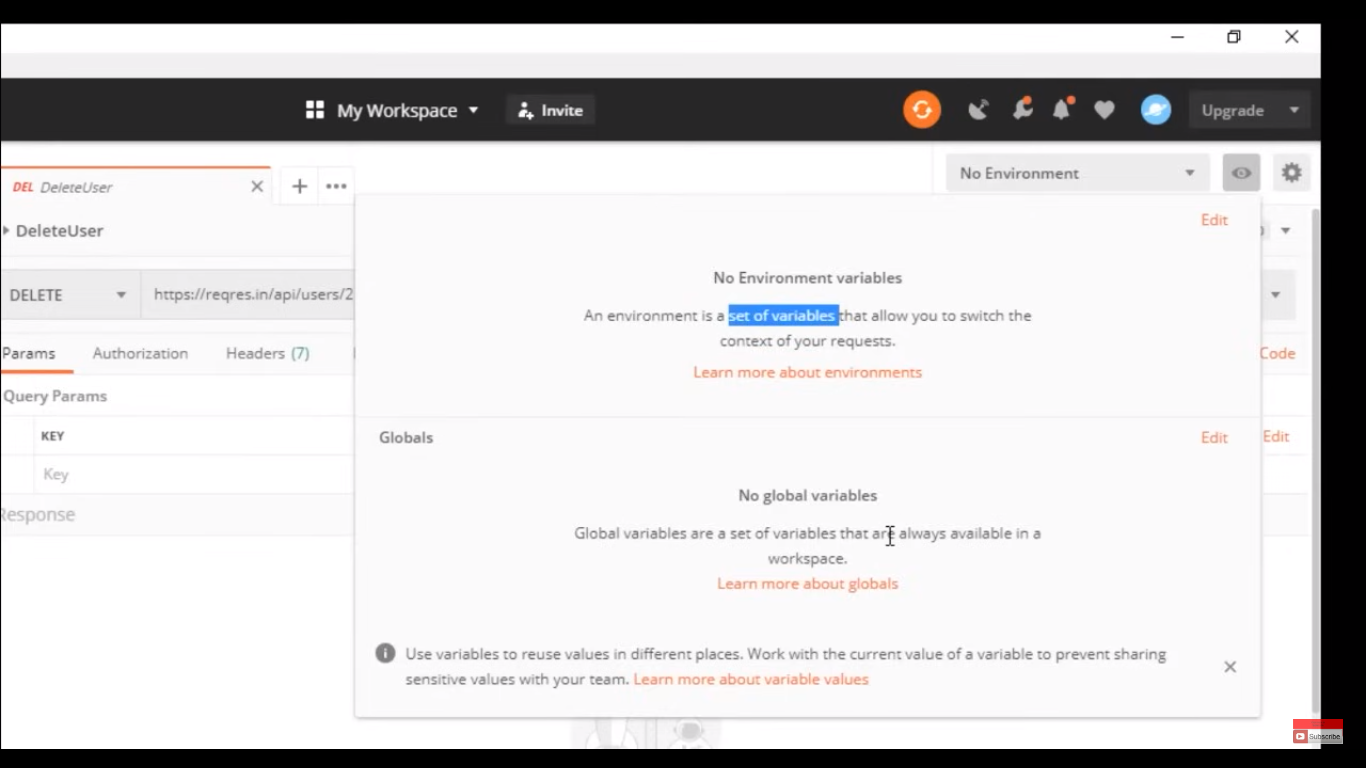 My Workspace
Invite
Upgrade
DEL DeleteUser
No Environment
DeleteUser
Edit
DELETE
https://reqres.in/api/users/2
No Environment variables
An environment is a set of variables that allow you to switch the
context of your requests.
Learn more about environments
Params
Authorization
Headers (7)
Code
Query Params
KEY
Key
Response
Globals
Edit
Edit
No global variables
Global variables are a set of variables that are always available in a
workspace.
Learn more about globals
Use variables to reuse values in different places. Work with the current value of a variable to prevent sharing
sensitive values with your team. Learn more about variable values
Subscribe